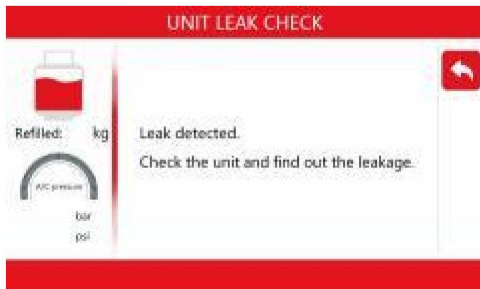 UNIT LEAK CHECK
Refilled: kg
A/C pressure
bar
psi
Leak detected.
Check the unit and find out the leakage.